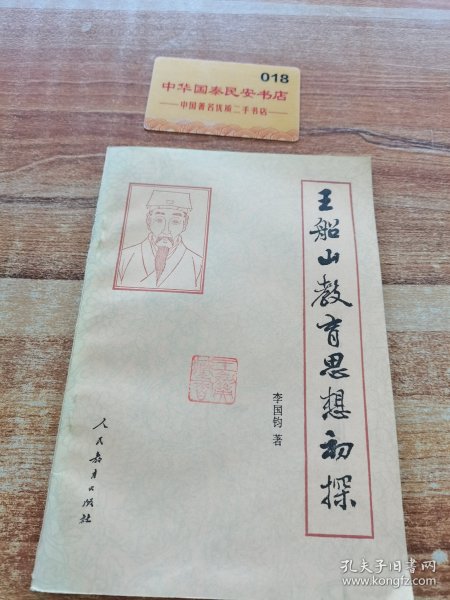 018
中华国泰民安书店
中国著名优质二手书店
王船山教育思想初探
李国钧 著
人民教育出版社
孔夫子旧书网
www.kongfz.com